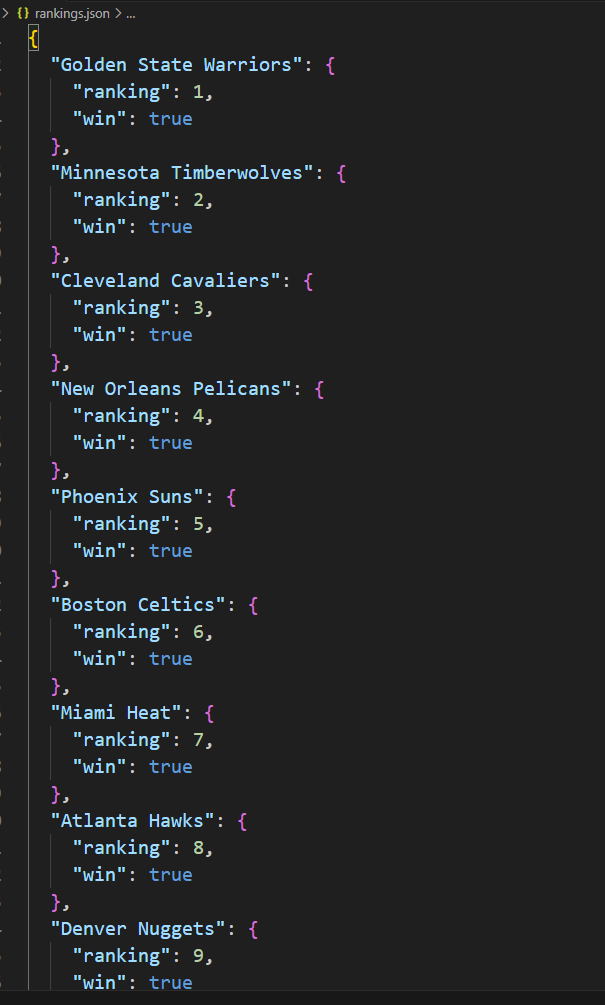 > {} rankings.json > ...
{
"Golden State Warriors": {
"ranking": 1,
"win": true
},
"Minnesota Timberwolves": {
"ranking": 2,
"win": true
},
"Cleveland Cavaliers": {
"ranking": 3,
"win": true
},
"New Orleans Pelicans": {
"ranking": 4,
"win": true
},
"Phoenix Suns": {
"ranking": 5,
"win": true
},
"Boston Celtics": {
"ranking": 6,
"win": true
},
"Miami Heat": {
"ranking": 7,
"win": true
},
"Atlanta Hawks": {
"ranking": 8,
"win": true
},
"Denver Nuggets": {
"ranking": 9,
"win": true